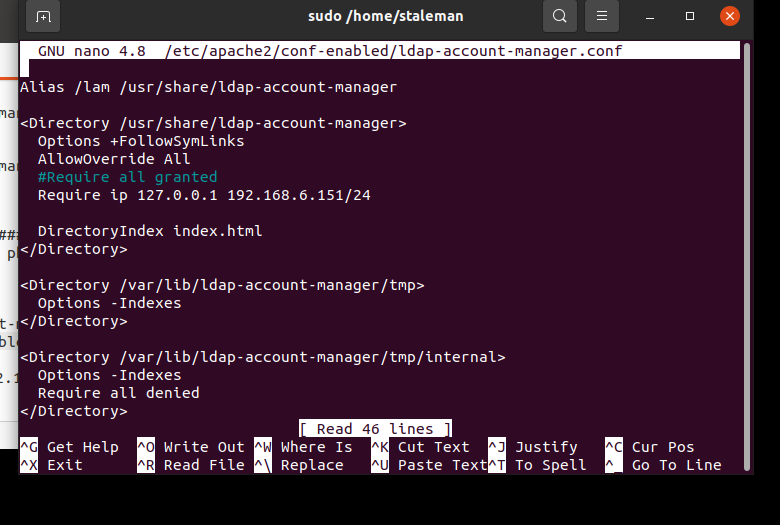 sudo /home/staleman
GNU nano 4.8  /etc/apache2/conf-enabled/ldap-account-manager.conf
Alias /lam /usr/share/ldap-account-manager
<Directory /usr/share/ldap-account-manager>
  Options +FollowSymLinks
  AllowOverride All
  #Require all granted
  Require ip 127.0.0.1 192.168.6.151/24
  DirectoryIndex index.html
</Directory>
<Directory /var/lib/ldap-account-manager/tmp>
  Options -Indexes
</Directory>
<Directory /var/lib/ldap-account-manager/tmp/internal>
  Options -Indexes
  Require all denied
</Directory>
[ Read 46 lines ]
^G Get Help  ^O Write Out ^W Where Is  ^K Cut Text  ^J Justify   ^C Cur Pos
^X Exit      ^R Read File ^\ Replace   ^U Paste Text^T To Spell  ^_ Go To Line